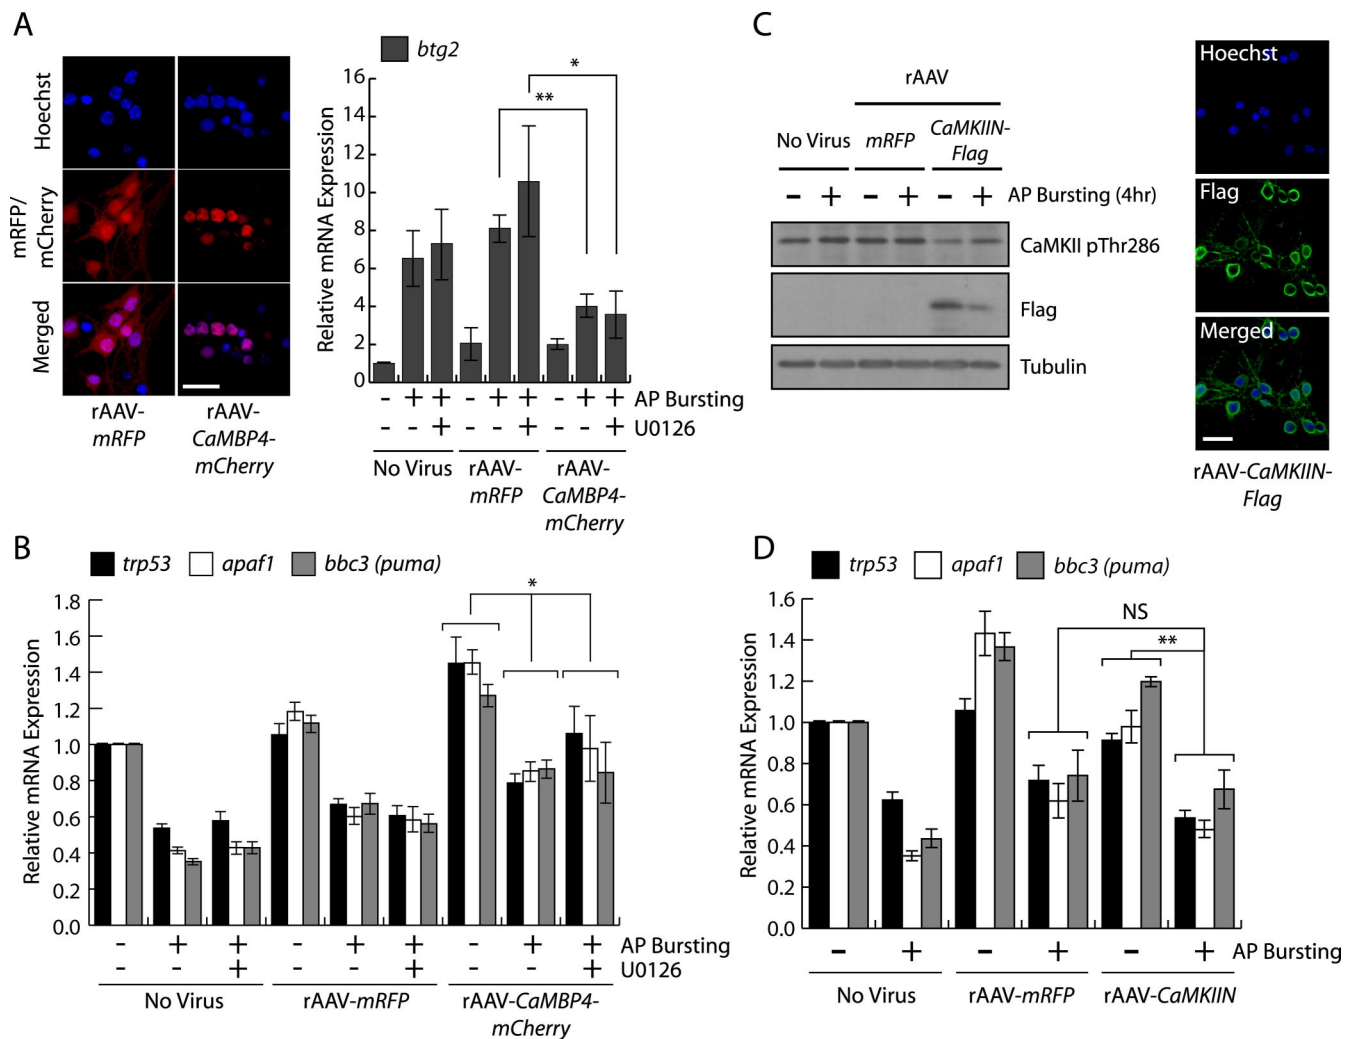 A
Hoechst
mRFP/
mCherry
Merged
rAAV-
mRFP
rAAV-
CaMBP4-
mCherry
btg2
Relative mRNA Expression
16
14
12
10
8
6
4
2
0
- + + - + + - + + AP Bursting
- - + - - + - - + U0126
No Virus
rAAV-
mRFP
rAAV-
CaMBP4-
mCherry
*
**
C
rAAV
No Virus mRFP CaMKIIN-
Flag
- + - + - + AP Bursting (4hr)
CaMKII pThr286
Flag
Tubulin
Hoechst
Flag
Merged
rAAV-CaMKIIN-
Flag
B
trp53 apaf1 bbc3 (puma)
Relative mRNA Expression
1.8
1.6
1.4
1.2
1.0
0.8
0.6
0.4
0.2
0.0
*
- + + - + + - + + AP Bursting
- - + - - + - - + U0126
No Virus rAAV-mRFP rAAV-CaMBP4-
mCherry
D
trp53 apaf1 bbc3 (puma)
Relative mRNA Expression
1.6
1.4
1.2
1.0
0.8
0.6
0.4
0.2
0.0
NS
**
- + - + - + AP Bursting
No Virus rAAV-mRFP rAAV-CaMKIIN